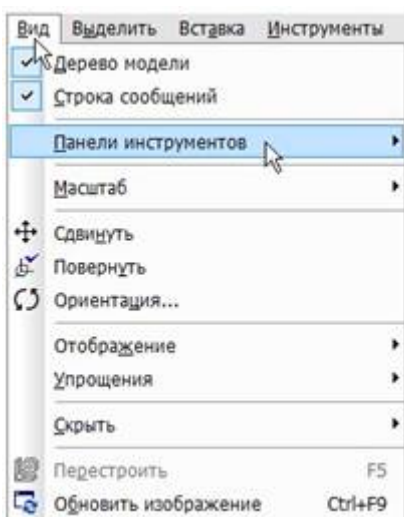 Вид Выделить Вставка Инструменты
Дерево модели
Строка сообщений
Панели инструментов
Масштаб
Сдвинуть
Повернуть
Ориентация...
Отображение
Упрощения
Скрыть
Перестроить F5
Обновить изображение Ctrl+F9